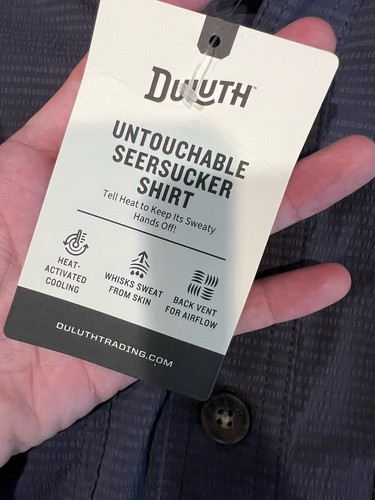 DULUTH™
UNTOUCHABLE
SEERSUCKER
SHIRT
Tell Heat to Keep Its Sweaty
Hands Off!
HEAT-
ACTIVATED
COOLING
WHISKS SWEAT
FROM SKIN
BACK VENT
FOR AIRFLOW
DULUTHTRADING.COM